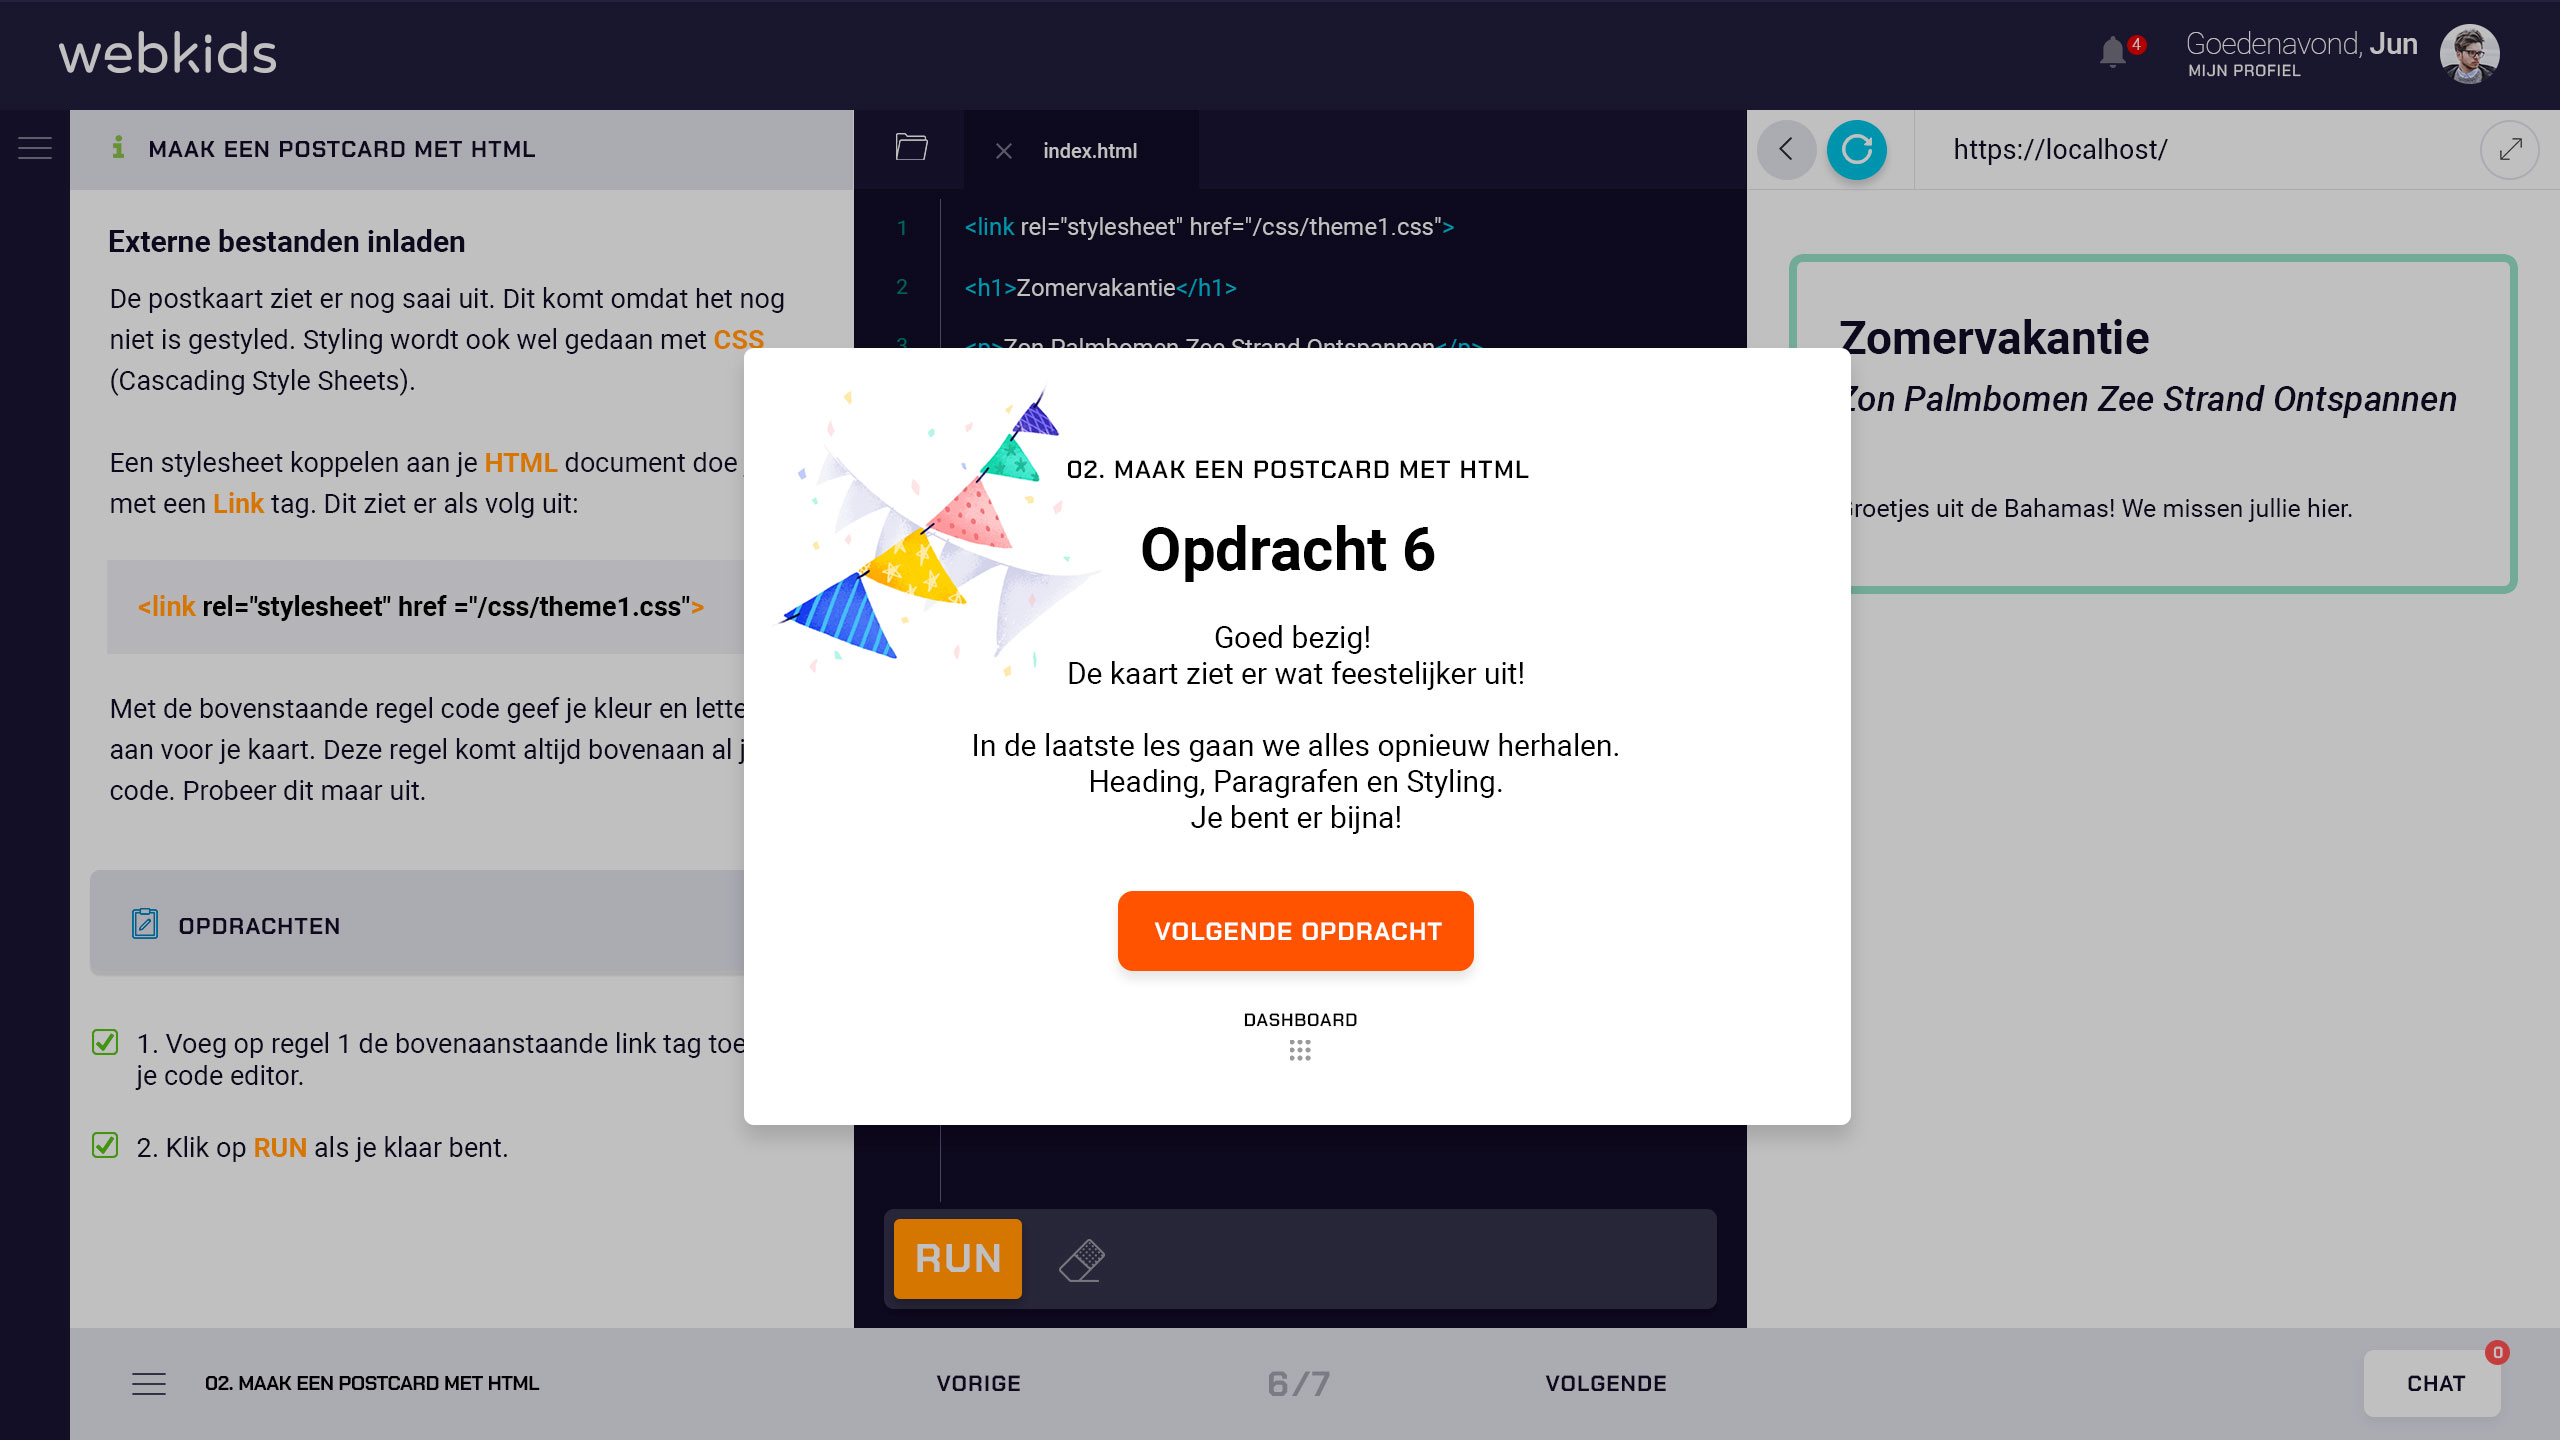 webkids
4
Goedenavond, Jun
MIJN PROFIEL
MAAK EEN POSTCARD MET HTML
Externe bestanden inladen
De postkaart ziet er nog saai uit. Dit komt omdat het nog
niet is gestyled. Styling wordt ook wel gedaan met CSS
(Cascading Style Sheets).
Een stylesheet koppelen aan je HTML document doe
met een Link tag. Dit ziet er als volg uit:
<link rel="stylesheet" href ="/css/theme1.css">
Met de bovenstaande regel code geef je kleur en lette
aan voor je kaart. Deze regel komt altijd bovenaan al j
code. Probeer dit maar uit.
OPDRACHTEN
1. Voeg op regel 1 de bovenaanstaande link tag toe
je code editor.
2. Klik op RUN als je klaar bent.
index.html
1 <link rel="stylesheet" href="/css/theme1.css">
2 <h1>Zomervakantie</h1>
3 <p>Zon Palmbomen Zee Strand Ontspannen</p>
02. MAAK EEN POSTCARD MET HTML
Opdracht 6
Goed bezig!
De kaart ziet er wat feestelijker uit!
In de laatste les gaan we alles opnieuw herhalen.
Heading, Paragrafen en Styling.
Je bent er bijna!
VOLGENDE OPDRACHT
DASHBOARD
RUN
https://localhost/
Zomervakantie
Zon Palmbomen Zee Strand Ontspannen
Groetjes uit de Bahamas! We missen jullie hier.
02. MAAK EEN POSTCARD MET HTML
VORIGE
6/7
VOLGENDE
CHAT
0